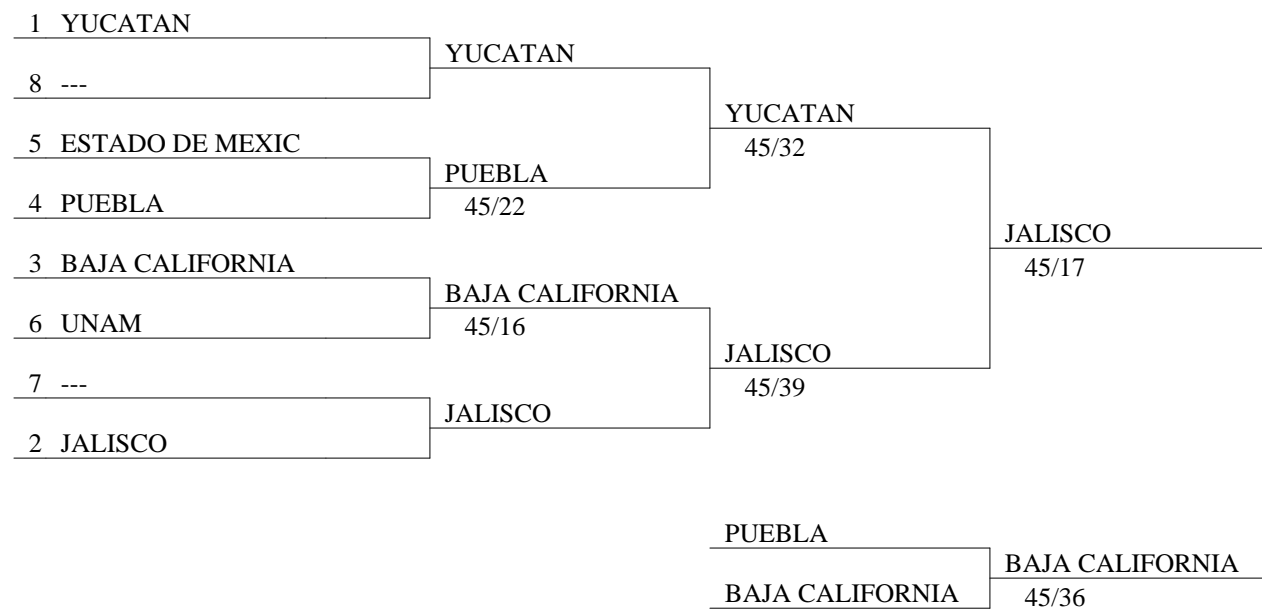 1 YUCATAN
YUCATAN
8 ---
YUCATAN
45/32
5 ESTADO DE MEXIC
PUEBLA
45/22
4 PUEBLA
JALISCO
45/17
3 BAJA CALIFORNIA
BAJA CALIFORNIA
45/16
6 UNAM
JALISCO
45/39
7 ---
JALISCO
2 JALISCO
PUEBLA
BAJA CALIFORNIA
45/36
BAJA CALIFORNIA